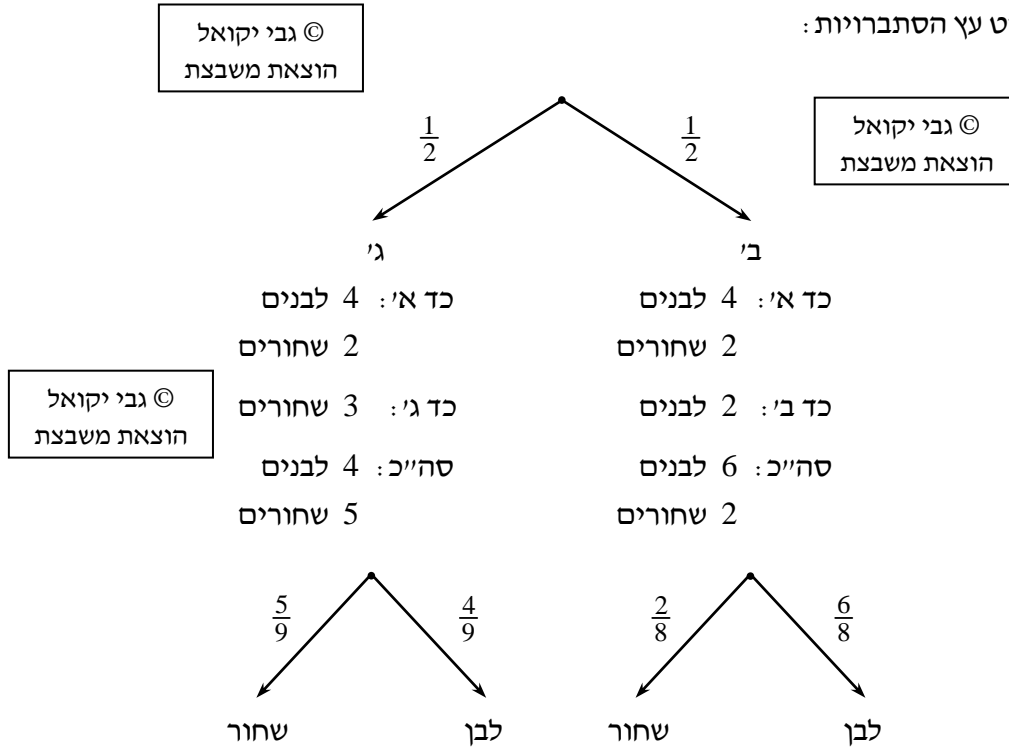 עץ הסתברויות:
© גבי יקואל
הוצאת משבצת
© גבי יקואל
הוצאת משבצת
1/2 1/2
ב' ג'
כד א': 4 לבנים כד א': 4 לבנים
2 שחורים 2 שחורים
כד ב': 2 לבנים כד ג': 3 שחורים
© גבי יקואל
הוצאת משבצת
סה"כ: 6 לבנים סה"כ: 4 לבנים
2 שחורים 5 שחורים
6/8 2/8 4/9 5/9
לבן שחור לבן שחור